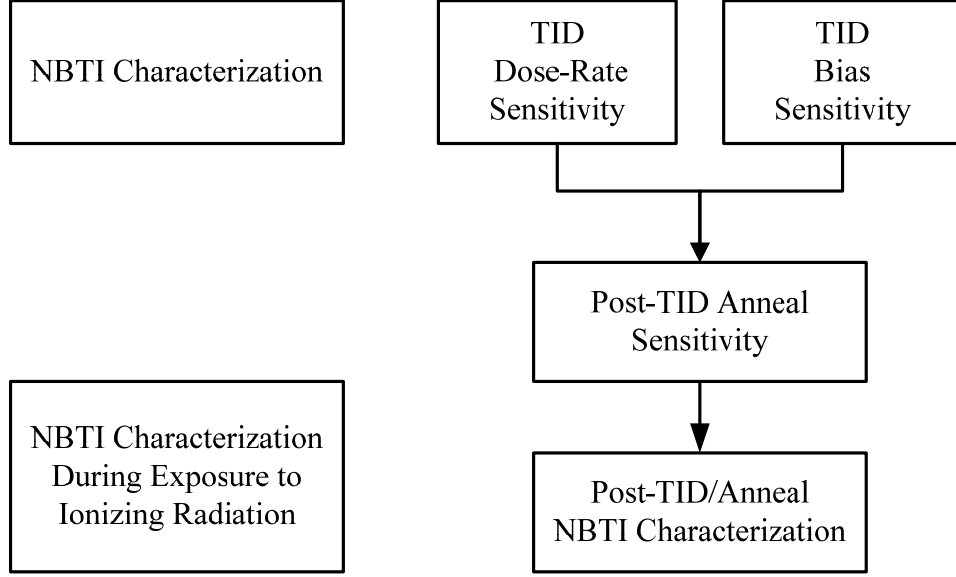 NBTI Characterization
TID
Dose-Rate
Sensitivity
TID
Bias
Sensitivity
Post-TID Anneal
Sensitivity
NBTI Characterization
During Exposure to
Ionizing Radiation
Post-TID/Anneal
NBTI Characterization